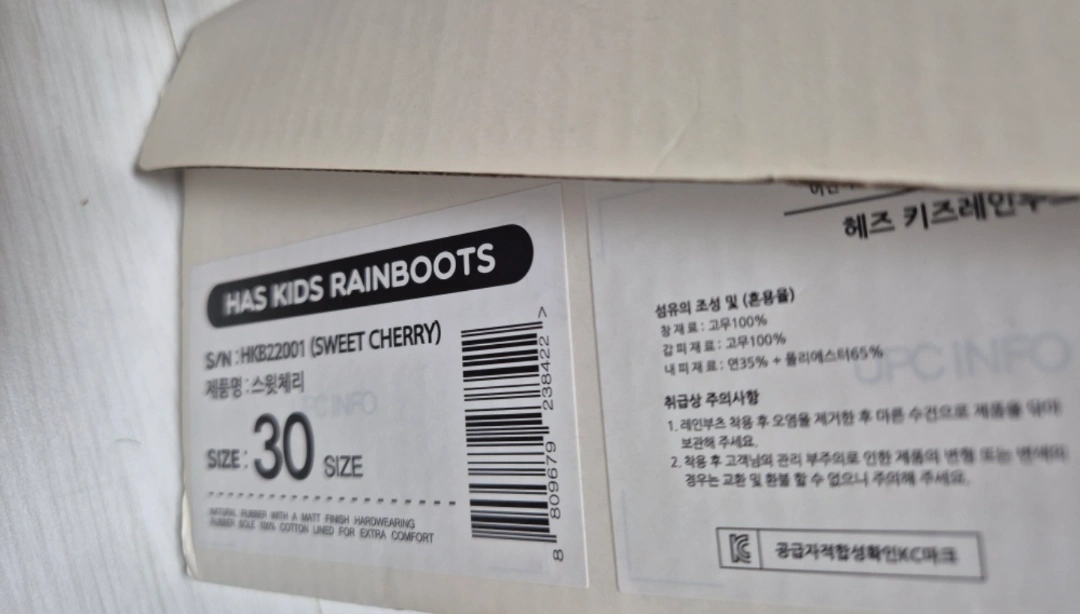 HAS KIDS RAINBOOTS
S/N : HKB22001 (SWEET CHERRY)
제품명 : 스윗체리
SIZE : 30 SIZE
NATURAL RUBBER WITH A MATT FINISH HARDWEARING
RUBBER SOLE 100% COTTON LINED FOR EXTRA COMFORT
8 809679 238422 >
UPC INFO
헤즈 키즈레인부츠
섬유의 조성 및 (혼용율)
창재료 : 고무100%
갑피재료 : 고무100%
내피재료 : 면35% + 폴리에스터65%
UPC INFO
취급상 주의사항
1. 레인부츠 착용 후 오염을 제거한 후 마른 수건으로 제품을 닦아
보관해 주세요.
2. 착용 후 고객님의 관리 부주의로 인한 제품의 변형 또는 변색의
경우는 교환 및 환불 할 수 없으니 주의해 주세요.
공급자적합성확인KC마크